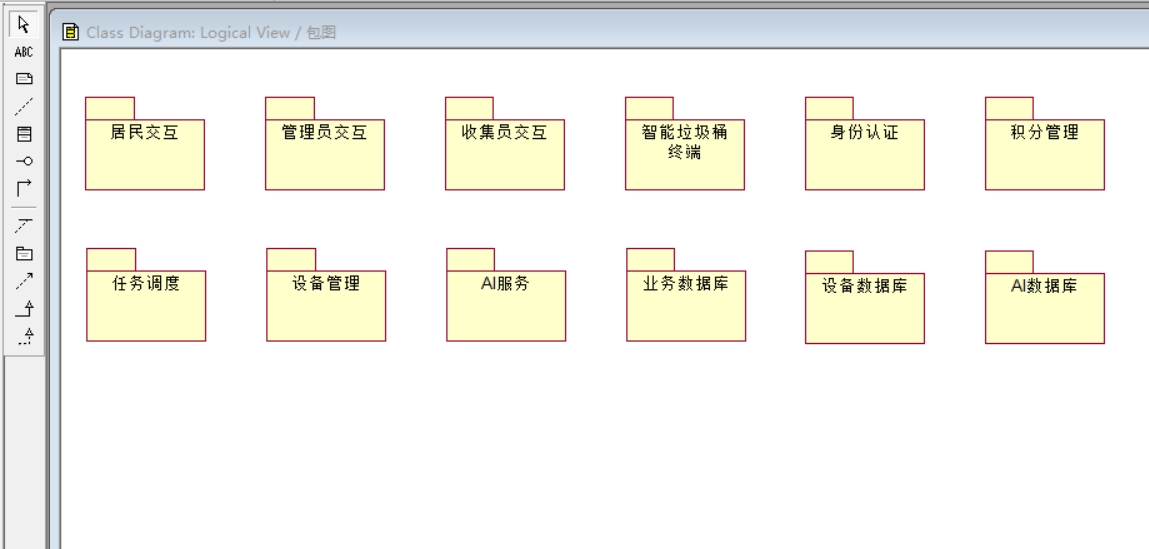 Class Diagram: Logical View / 包图
ABC
居民交互
管理员交互
收集员交互
智能垃圾桶
终端
身份认证
积分管理
任务调度
设备管理
AI服务
业务数据库
设备数据库
AI数据库